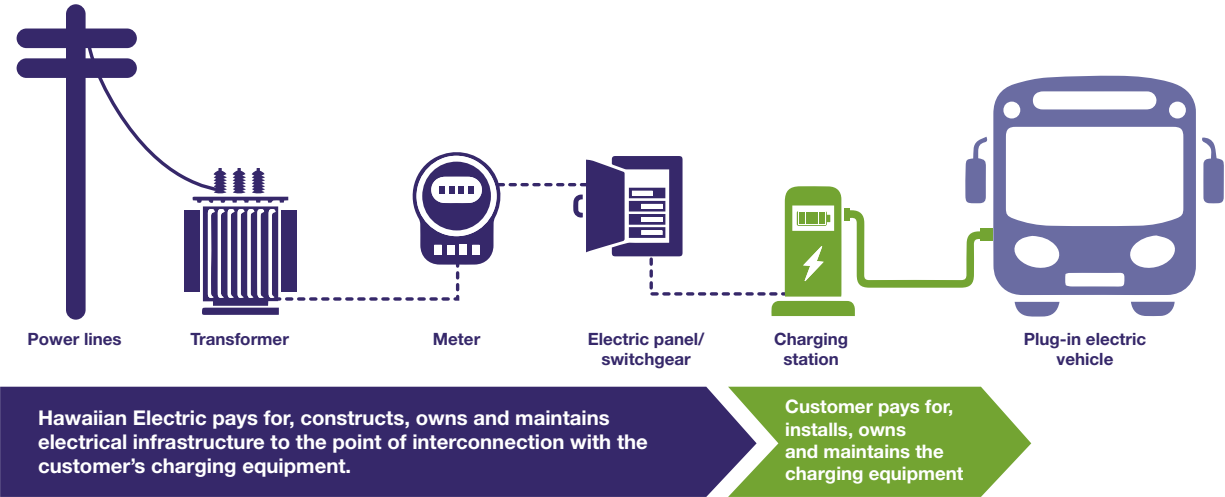 Power lines
Transformer
Meter
Electric panel/
switchgear
Charging
station
Plug-in electric
vehicle
Hawaiian Electric pays for, constructs, owns and maintains
electrical infrastructure to the point of interconnection with the
customer’s charging equipment.
Customer pays for,
installs, owns
and maintains the
charging equipment